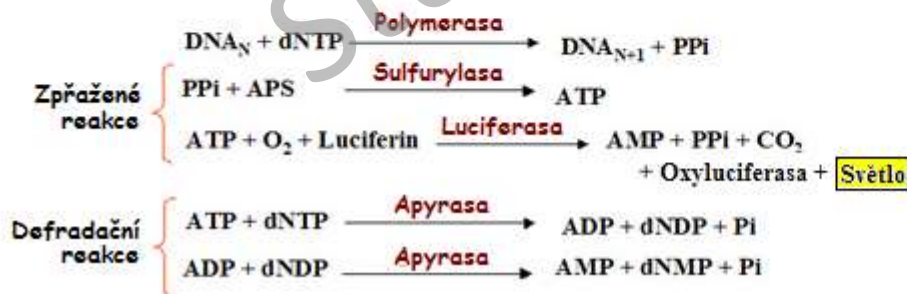 DNA_N + dNTP Polymerasa DNA_N+1 + PPi
Zpřažené reakce
PPi + APS Sulfurylasa ATP
ATP + O₂ + Luciferin Luciferasa AMP + PPi + CO₂
+ Oxyluciferasa + Světlo
Defradační reakce
ATP + dNTP Apyrasa ADP + dNDP + Pi
ADP + dNDP Apyrasa AMP + dNMP + Pi